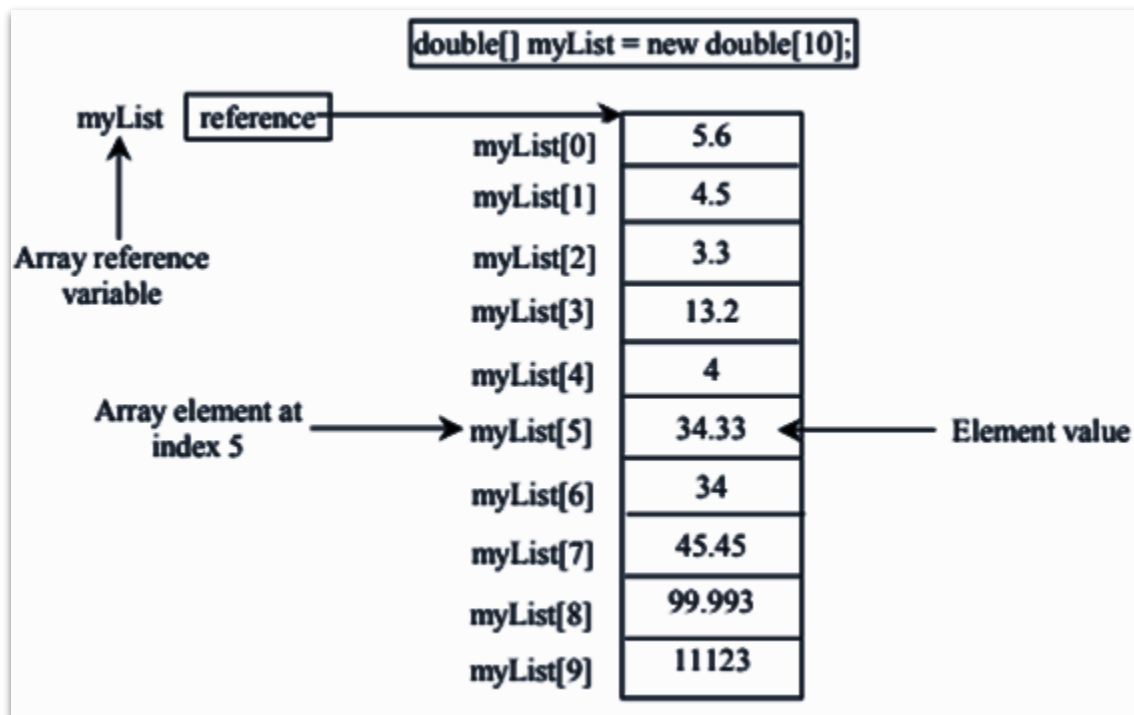 double[] myList = new double[10];
myList reference
myList[0] 5.6
myList[1] 4.5
Array reference
variable
myList[2] 3.3
myList[3] 13.2
myList[4] 4
Array element at
index 5
myList[5] 34.33 Element value
myList[6] 34
myList[7] 45.45
myList[8] 99.993
myList[9] 11123